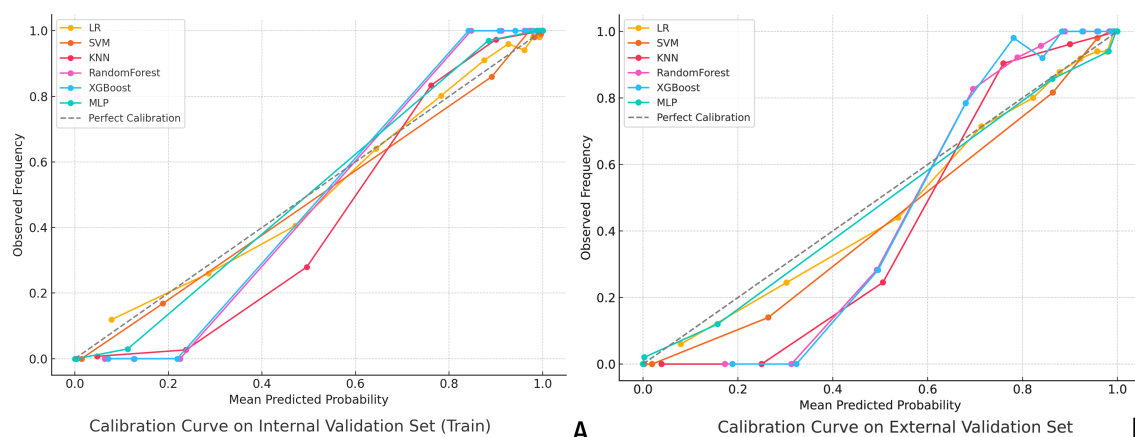 1.0
0.8
0.6
0.4
0.2
0.0
Observed Frequency
LR
SVM
KNN
RandomForest
XGBoost
MLP
Perfect Calibration
0.0 0.2 0.4 0.6 0.8 1.0
Mean Predicted Probability
Calibration Curve on Internal Validation Set (Train)
A
1.0
0.8
0.6
0.4
0.2
0.0
Observed Frequency
LR
SVM
KNN
RandomForest
XGBoost
MLP
Perfect Calibration
0.0 0.2 0.4 0.6 0.8 1.0
Mean Predicted Probability
Calibration Curve on External Validation Set